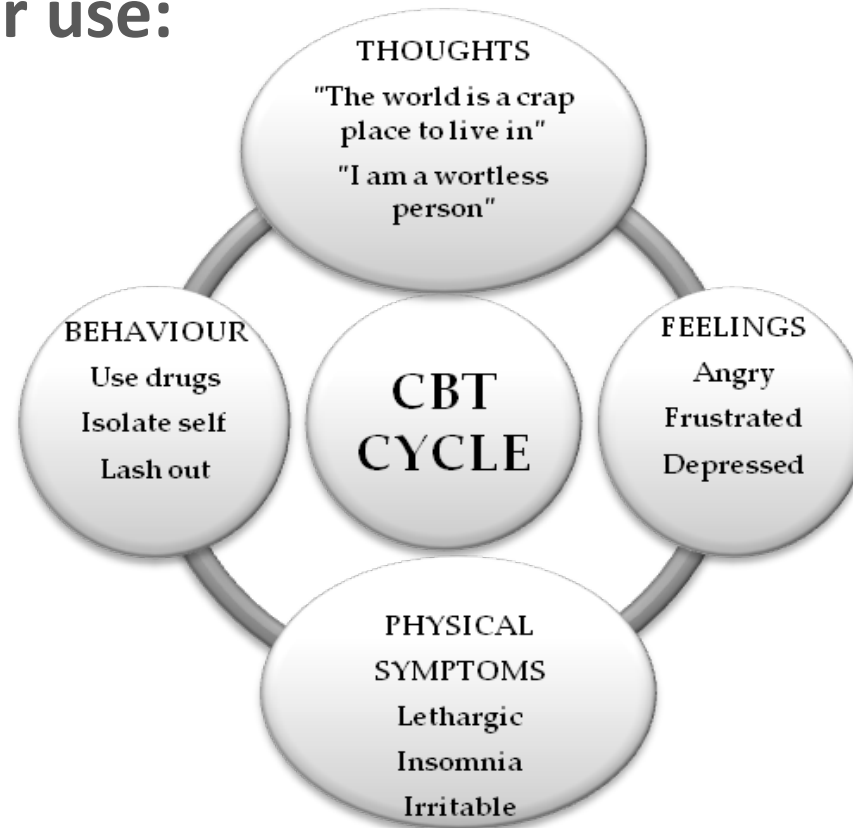 r use:
THOUGHTS
"The world is a crap
place to live in"
"I am a wortless
person"
BEHAVIOUR
Use drugs
Isolate self
Lash out
CBT
CYCLE
FEELINGS
Angry
Frustrated
Depressed
PHYSICAL
SYMPTOMS
Lethargic
Insomnia
Irritable